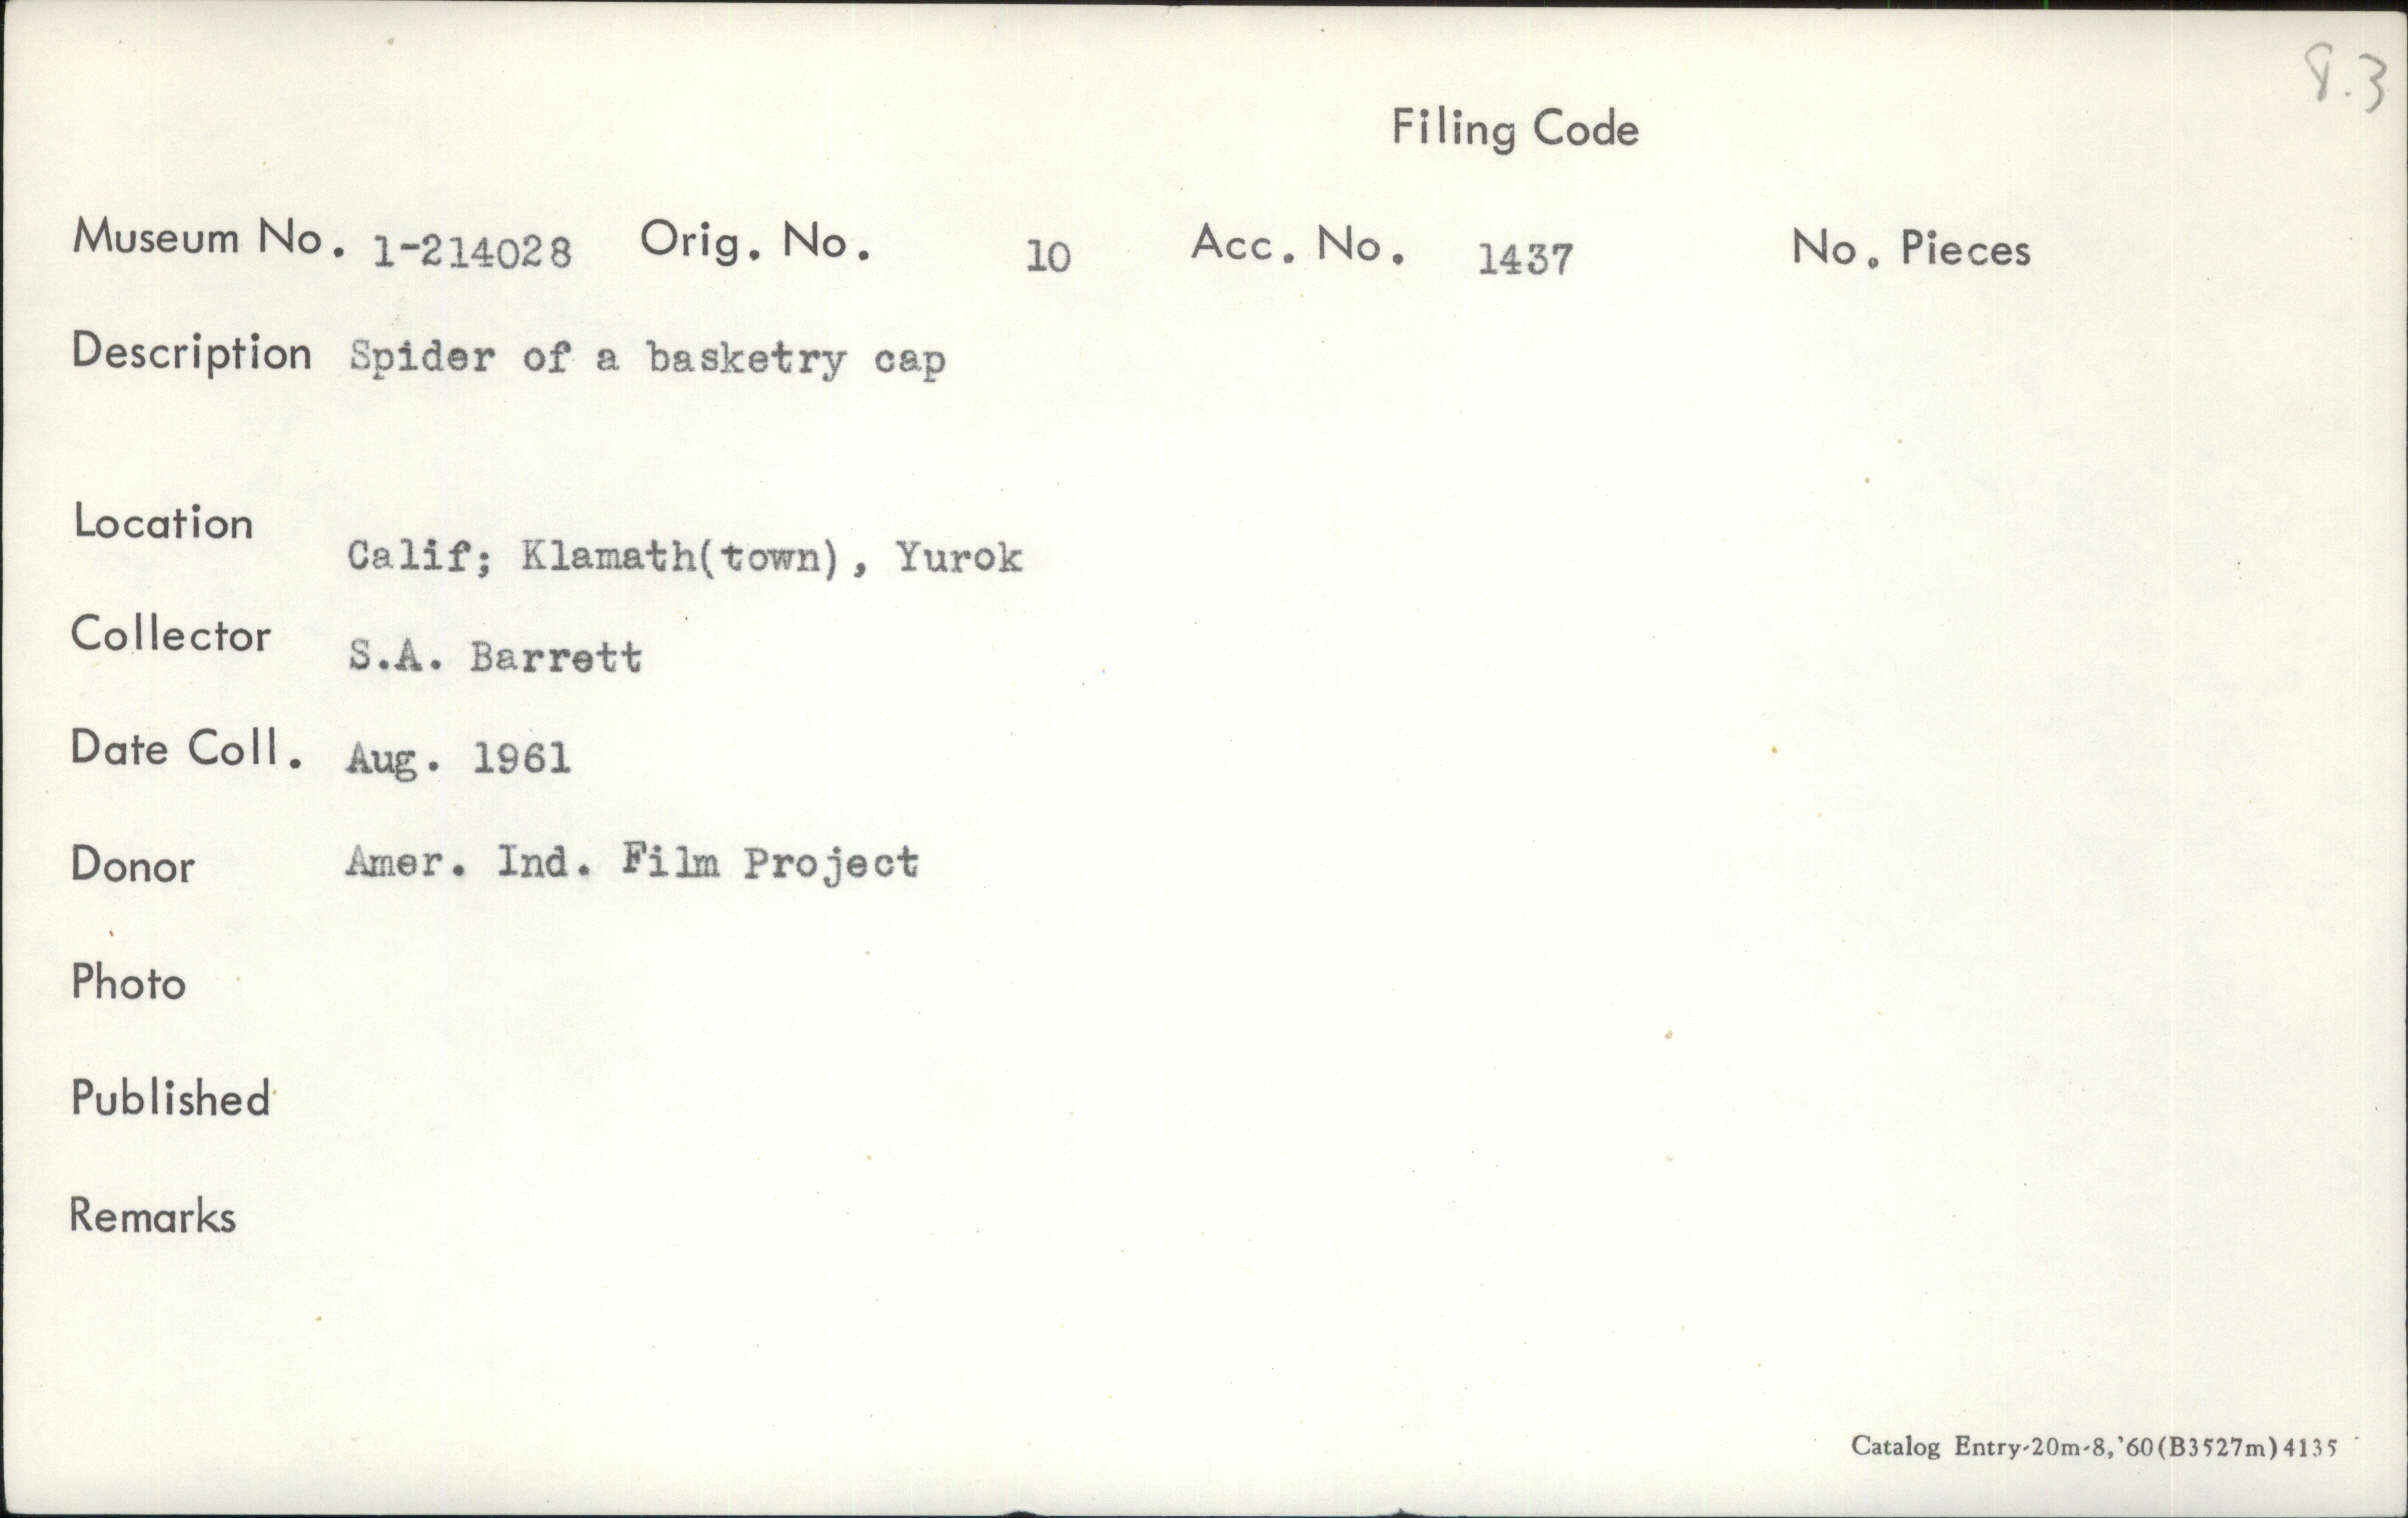 8.3
Filing Code
Museum No. 1-214028 Orig. No. 10 Acc. No. 1437 No. Pieces
Description Spider of a basketry cap
Location
Calif; Klamath(town), Yurok
Collector S.A. Barrett
Date Coll. Aug. 1961
Donor Amer. Ind. Film Project
Photo
Published
Remarks
Catalog Entry-20m-8,'60(B3527m)4135